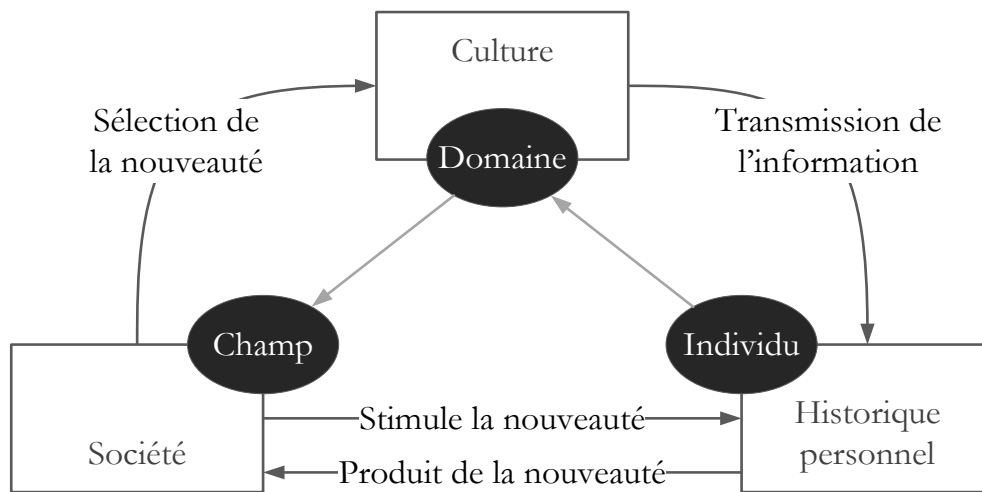 Culture
Sélection de
la nouveauté
Transmission de
l’information
Domaine
Champ
Individu
Stimule la nouveauté
Historique
personnel
Société
Produit de la nouveauté